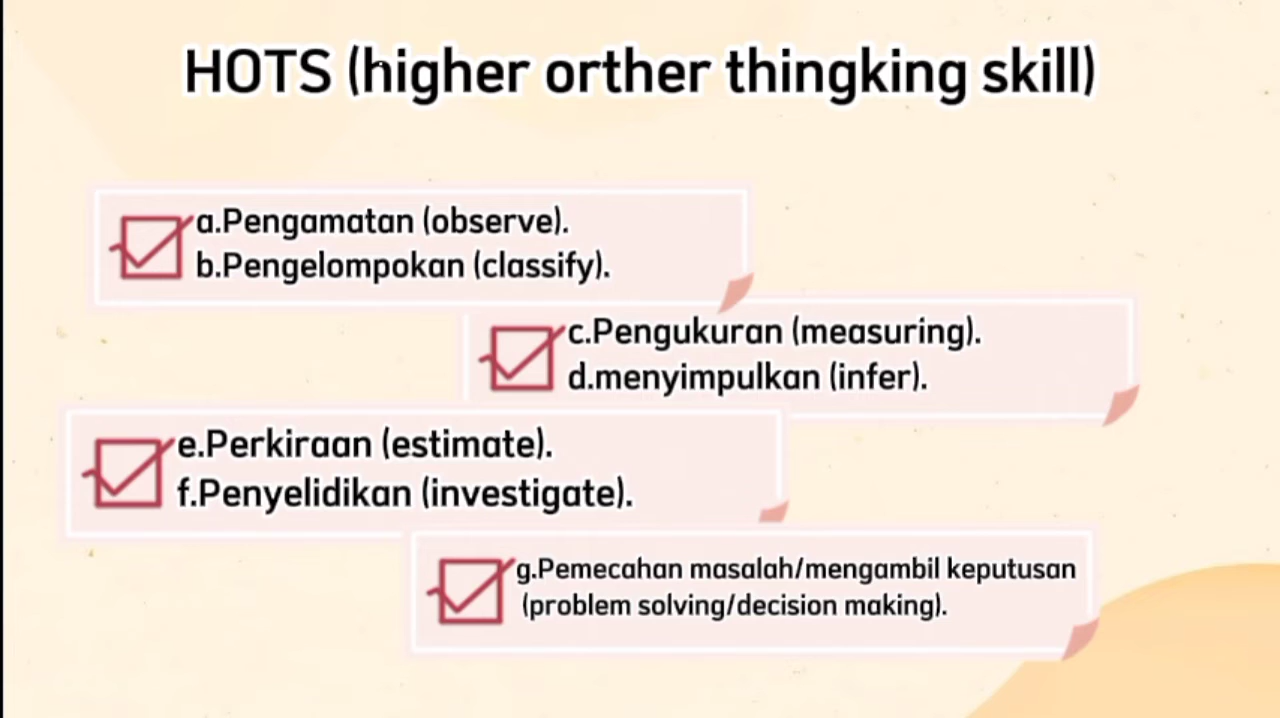 HOTS (higher orther thingking skill)
a.Pengamatan (observe).
b.Pengelompokan (classify).
c.Pengukuran (measuring).
d.menyimpulkan (infer).
e.Perkiraan (estimate).
f.Penyelidikan (investigate).
g.Pemecahan masalah/mengambil keputusan
(problem solving/decision making).